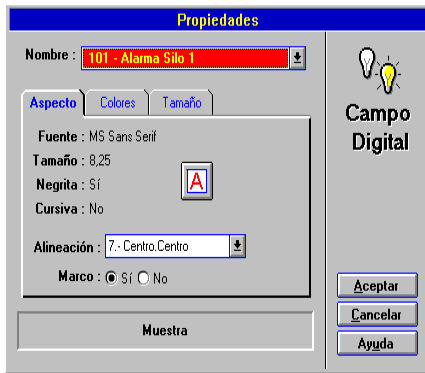 Propiedades
Nombre : 101 - Alarma Silo 1
Aspecto Colores Tamaño
Fuente : MS Sans Serif
Tamaño : 8,25
Negrita : Sí
Cursiva : No
A
Alineación : 7.- Centro.Centro
Marco : Sí No
Muestra
Campo
Digital
Aceptar
Cancelar
Ayuda